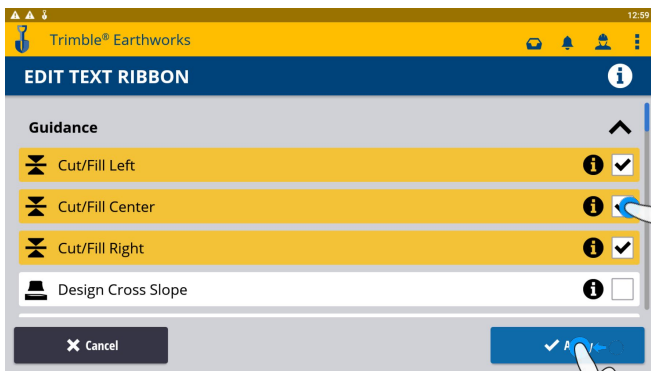 12:59
Trimble® Earthworks
EDIT TEXT RIBBON
Guidance
Cut/Fill Left
Cut/Fill Center
Cut/Fill Right
Design Cross Slope
Cancel